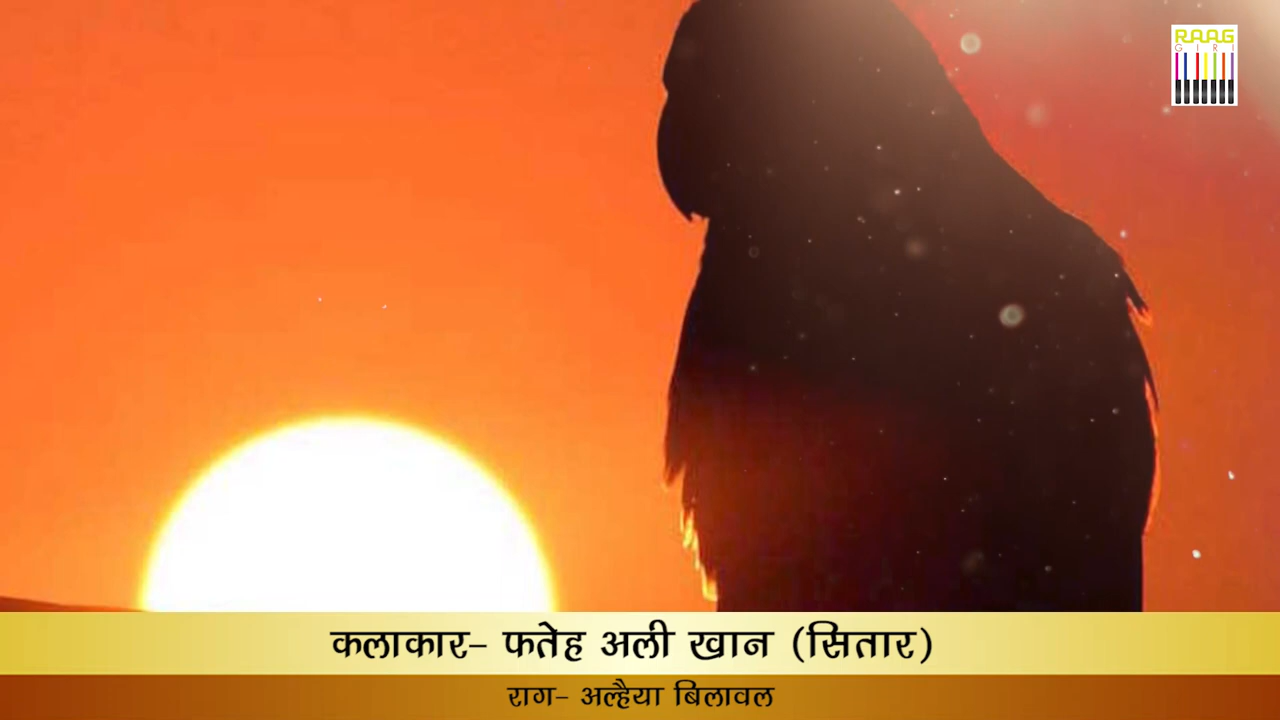 RAAG
GIRI
कलाकार- फतेह अली खान (सितार)
राग- अल्हैया बिलावल